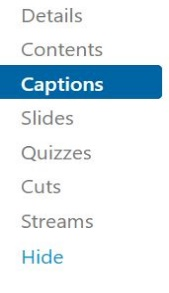 Details
Contents
Captions
Slides
Quizzes
Cuts
Streams
Hide